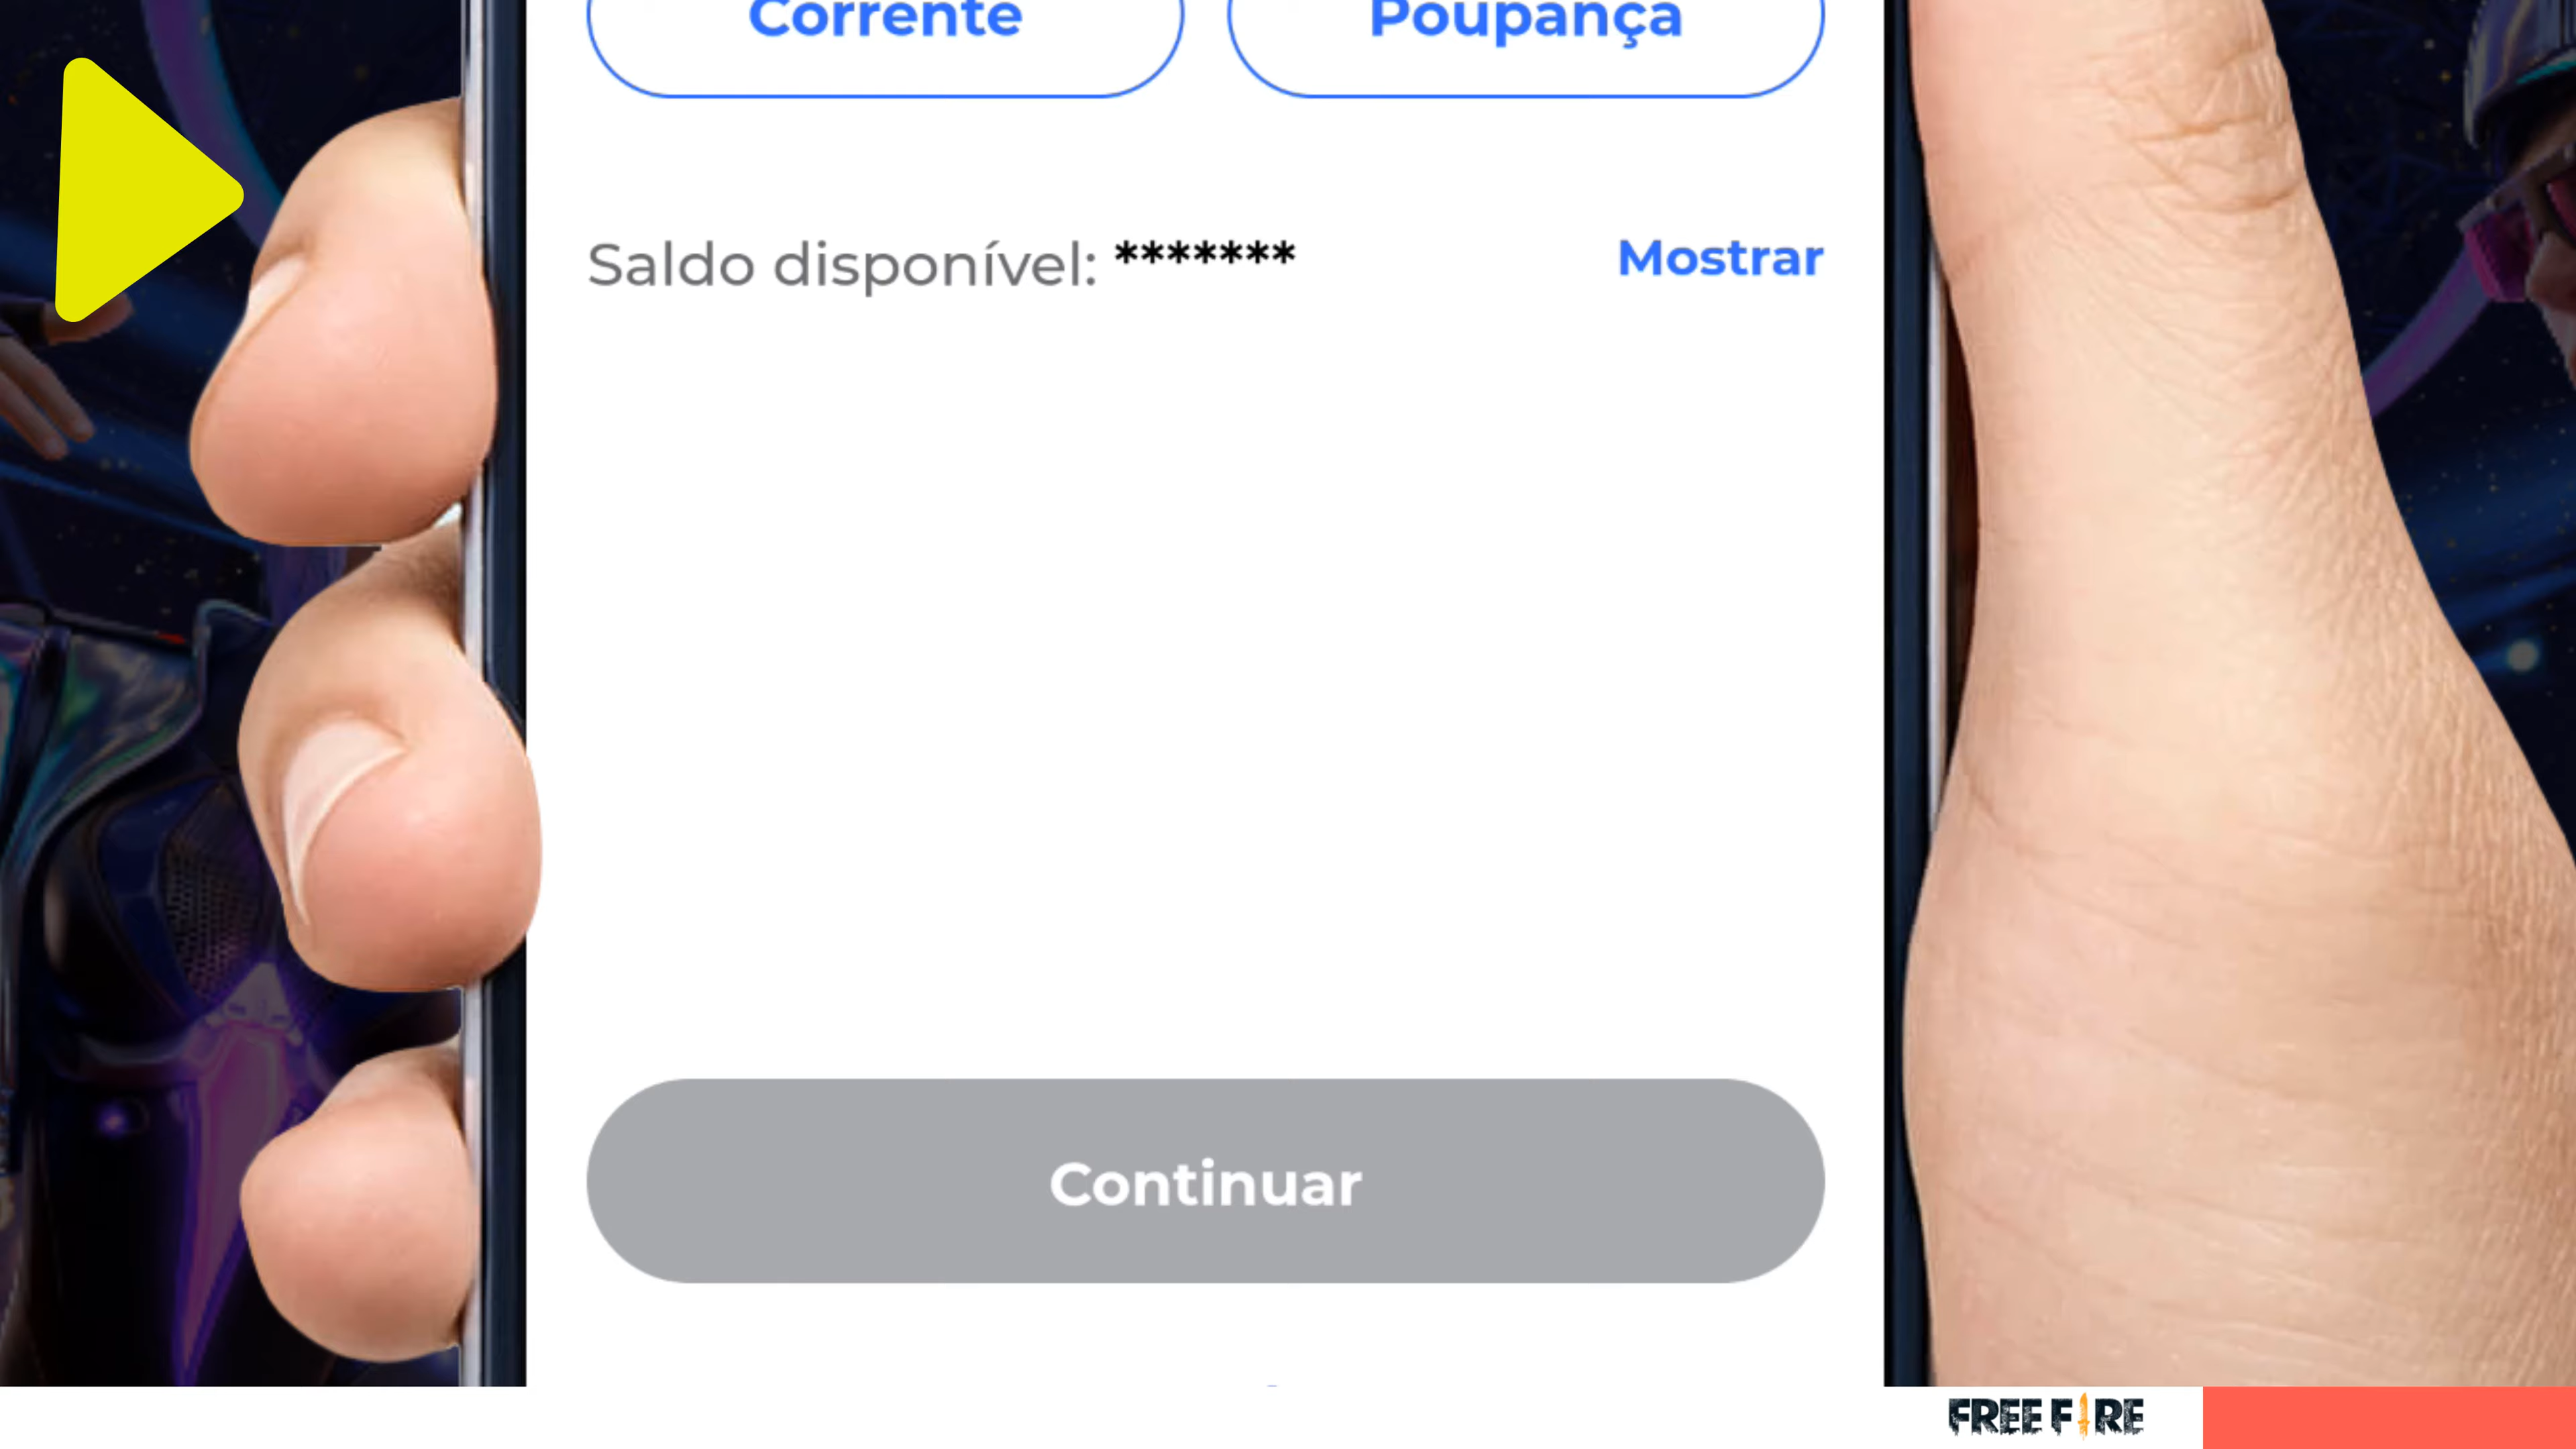 Corrente
Poupança
Saldo disponível: *******
Mostrar
Continuar
FREE FIRE